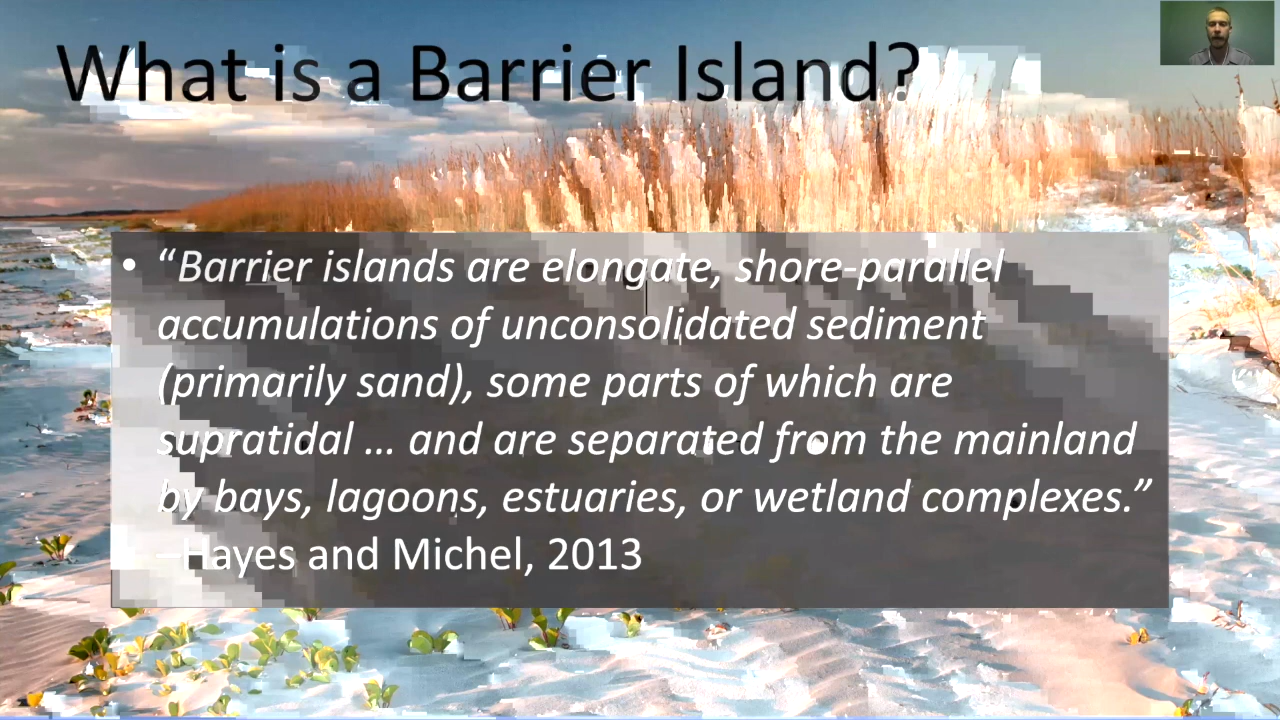 What is a Barrier Island?
• “Barrier islands are elongate, shore-parallel
accumulations of unconsolidated sediment
(primarily sand), some parts of which are
supratidal … and are separated from the mainland
by bays, lagoons, estuaries, or wetland complexes.”
–Hayes and Michel, 2013